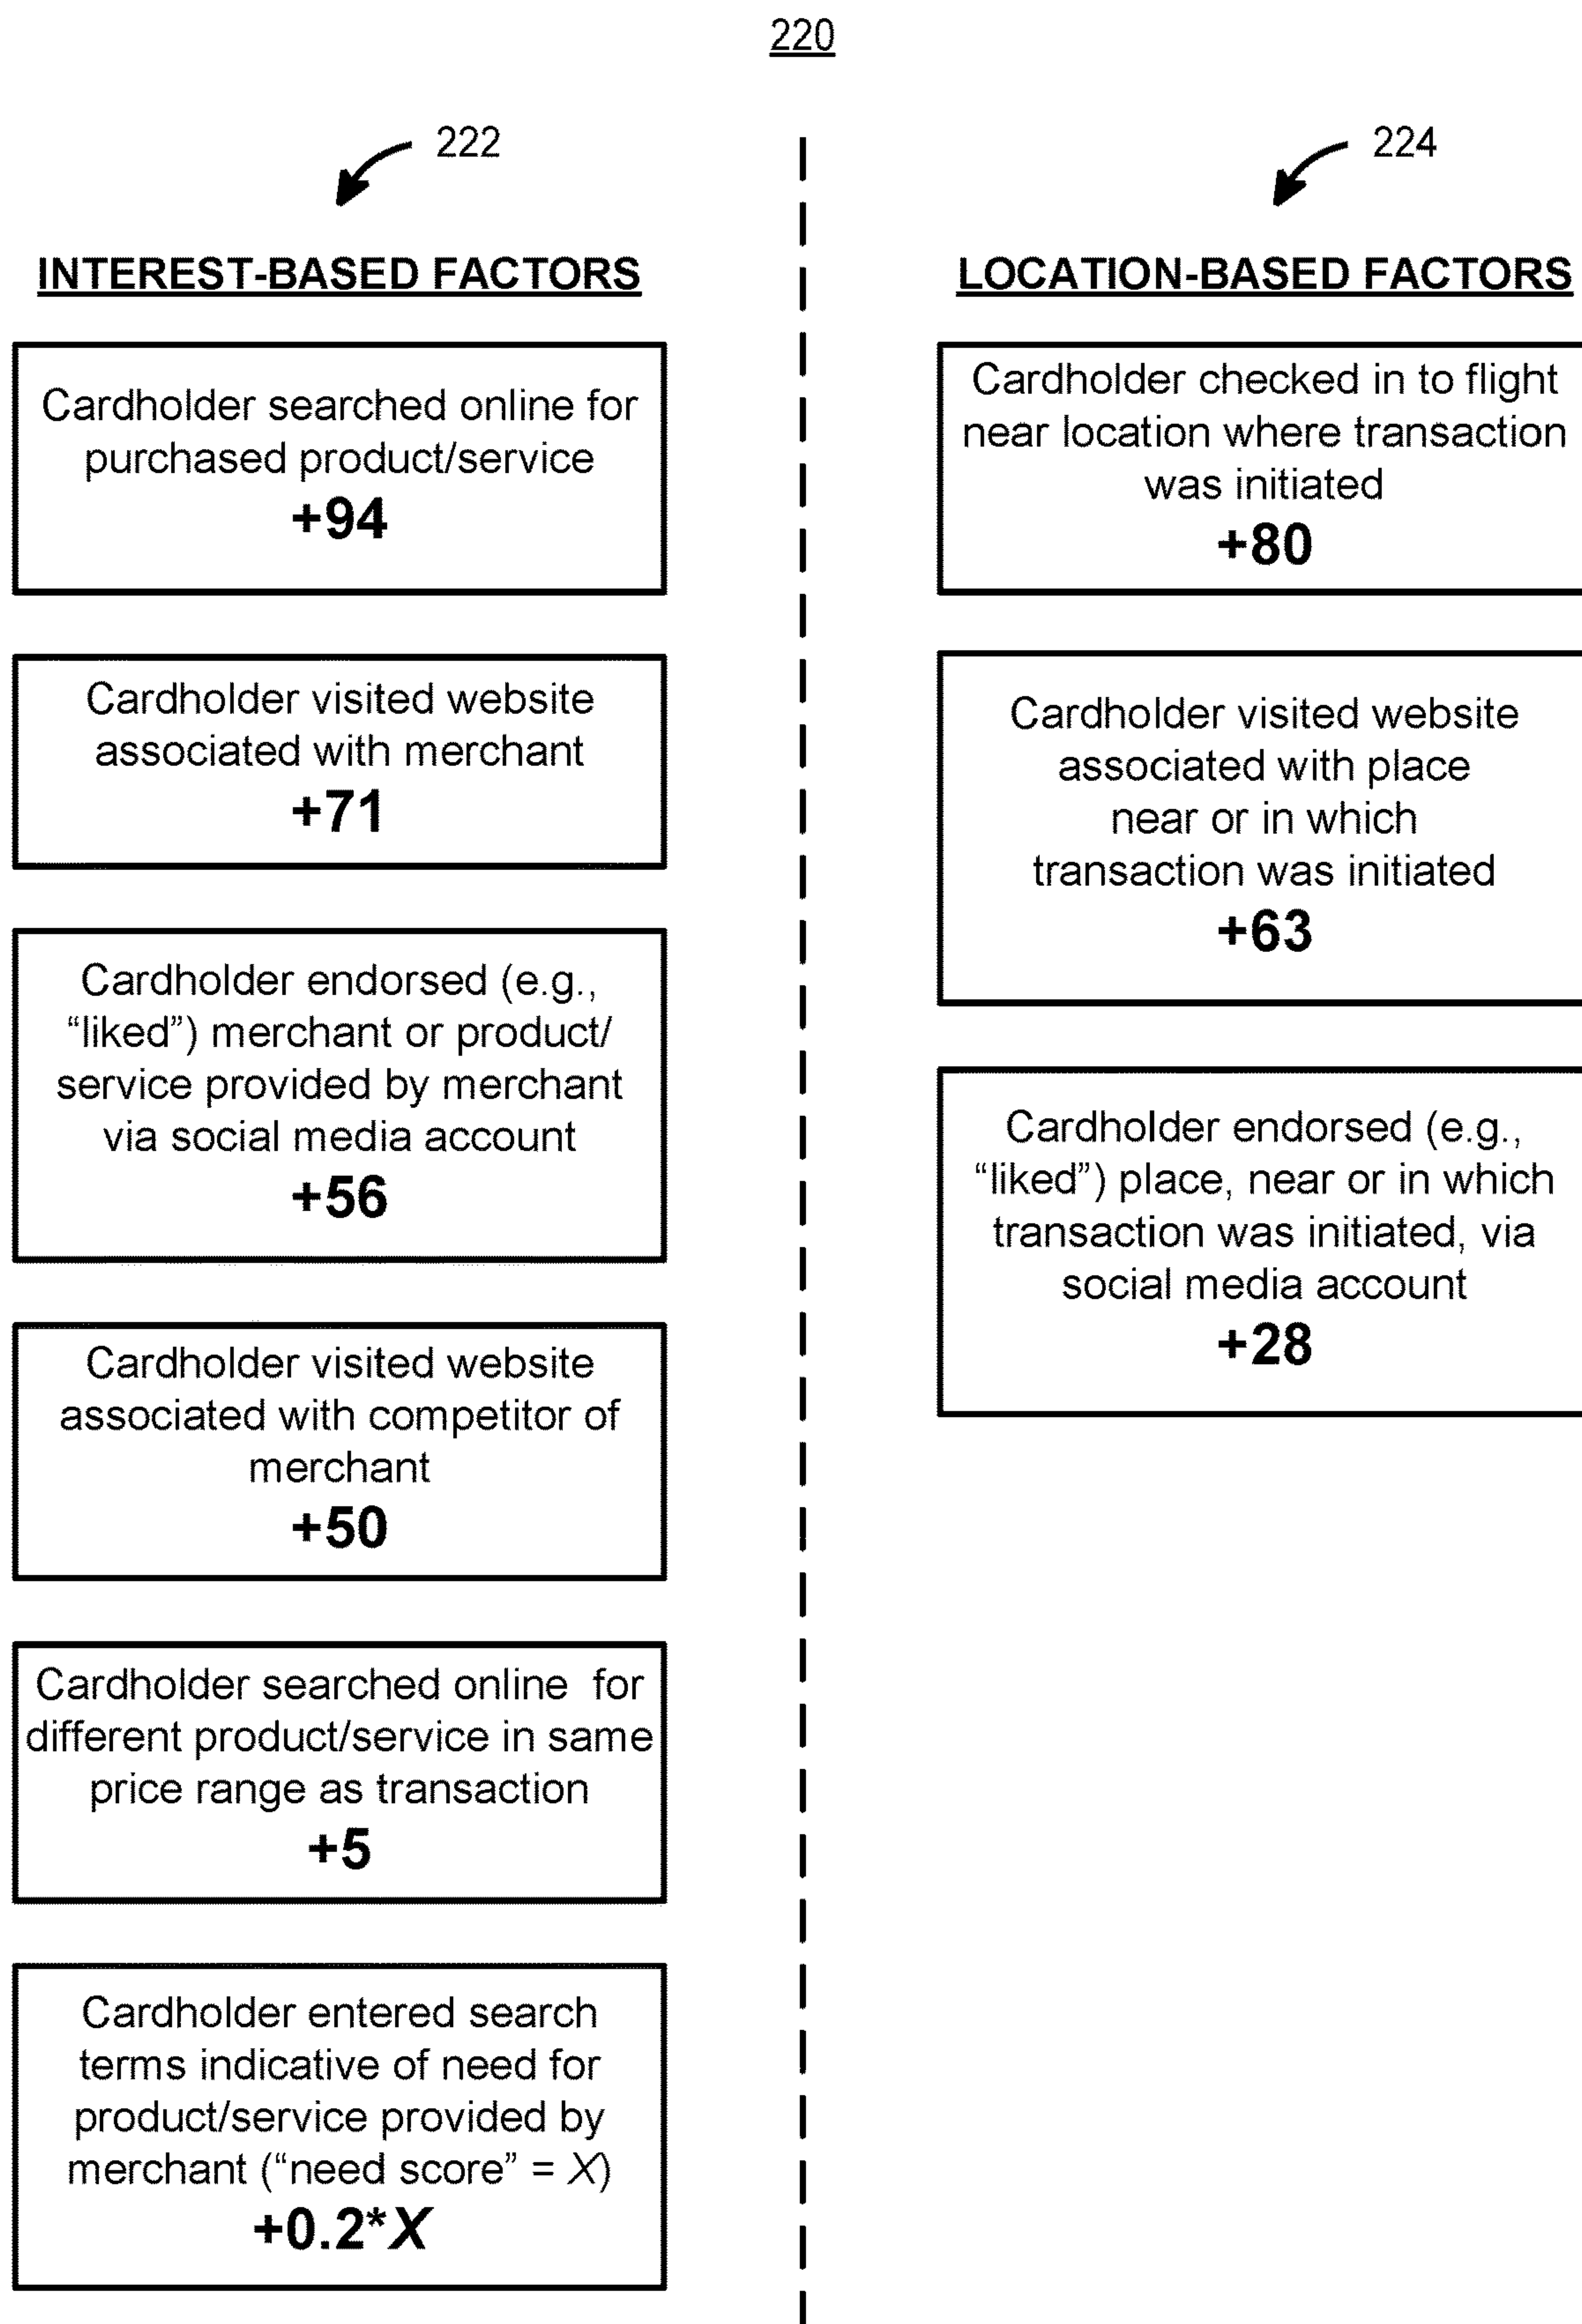 220
222
INTEREST-BASED FACTORS
Cardholder searched online for
purchased product/service
+94
Cardholder visited website
associated with merchant
+71
Cardholder endorsed (e.g.,
“liked”) merchant or product/
service provided by merchant
via social media account
+56
Cardholder visited website
associated with competitor of
merchant
+50
Cardholder searched online for
different product/service in same
price range as transaction
+5
Cardholder entered search
terms indicative of need for
product/service provided by
merchant (“need score” = X)
+0.2*X
224
LOCATION-BASED FACTORS
Cardholder checked in to flight
near location where transaction
was initiated
+80
Cardholder visited website
associated with place
near or in which
transaction was initiated
+63
Cardholder endorsed (e.g.,
“liked”) place, near or in which
transaction was initiated, via
social media account
+28